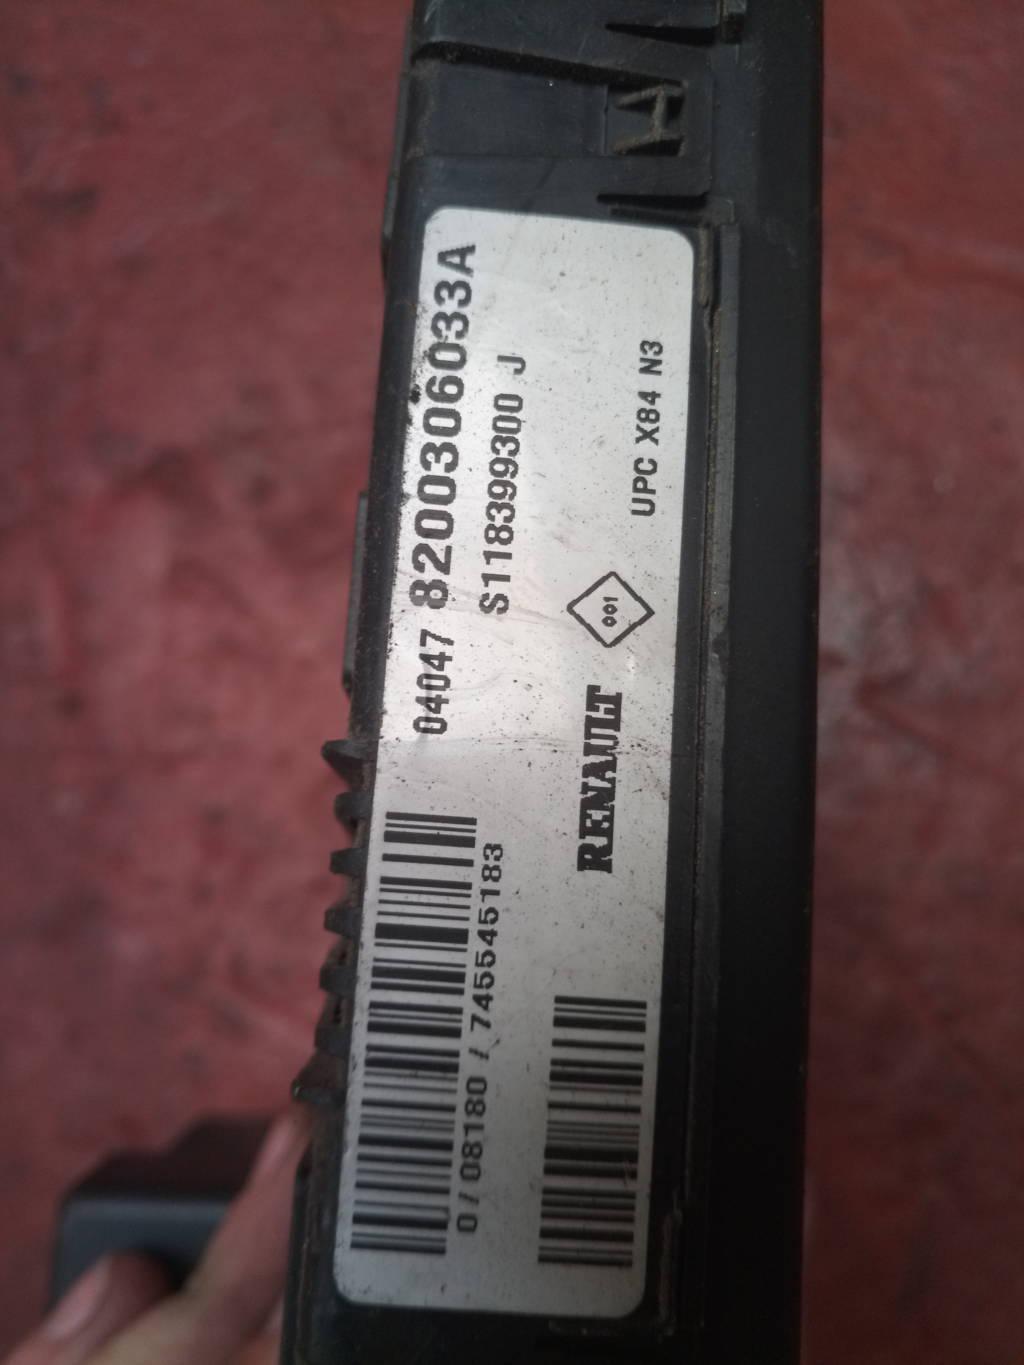 04047 8200306033A
S118399300 J
RENAULT 001 UPC X84 N3
0/08180/745545183